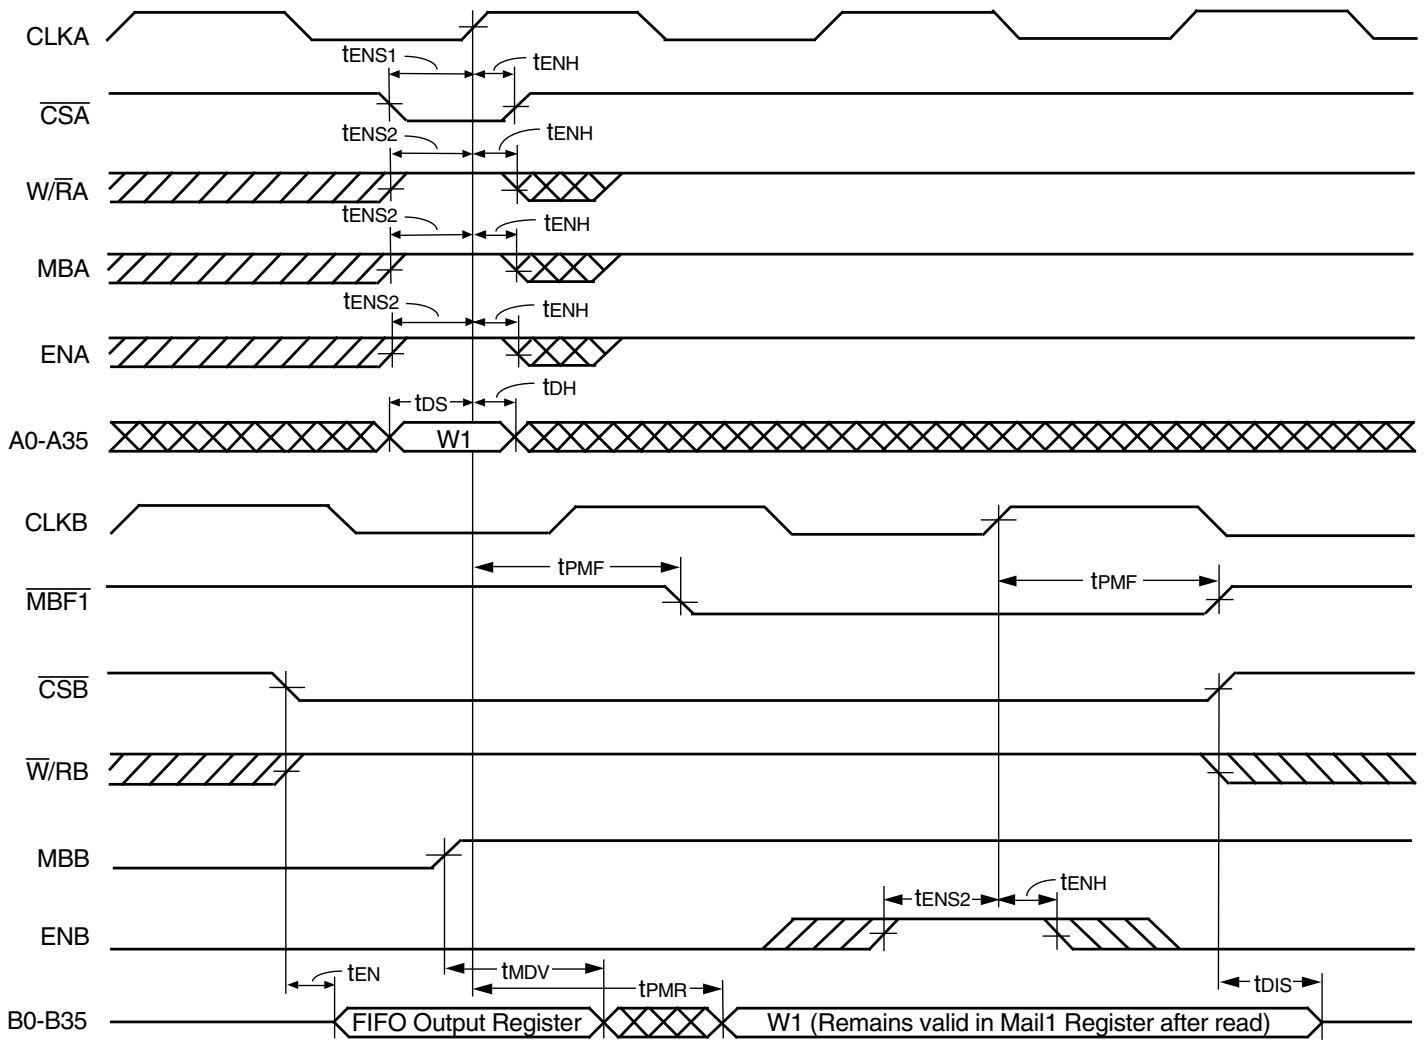 CLKA
tENS1
tENH
CSA
tENS2
tENH
W/RA
tENS2
tENH
MBA
tENS2
tENH
ENA
tDS
tDH
A0-A35
W1
CLKB
tPMF
tPMF
MBF1
CSB
W/RB
MBB
tENS2
tENH
ENB
tEN
tMDV
tPMR
tDIS
B0-B35
FIFO Output Register
W1 (Remains valid in Mail1 Register after read)